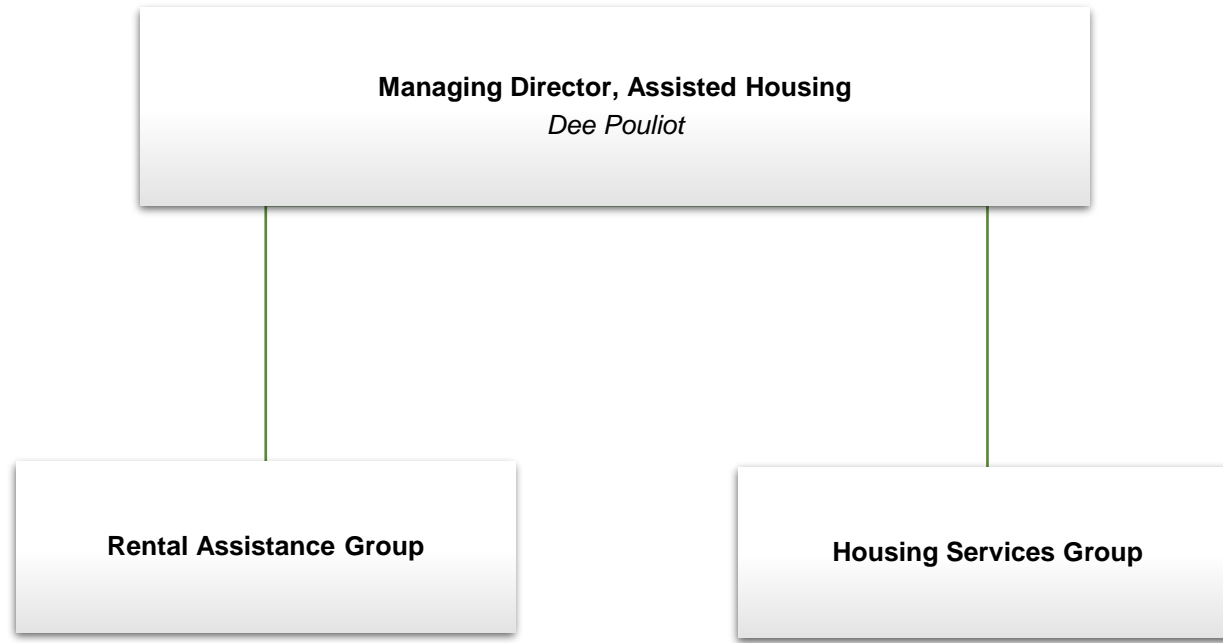 Managing Director, Assisted Housing
Dee Pouliot
Rental Assistance Group
Housing Services Group